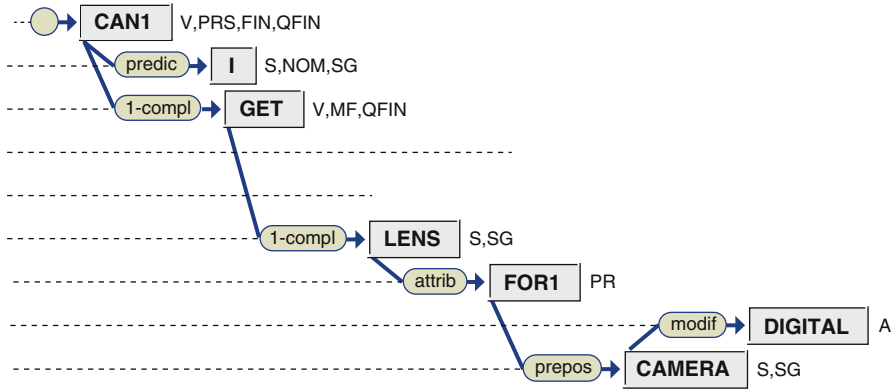 CAN1 V,PRS,FIN,QFIN
predic I S,NOM,SG
1-compl GET V,MF,QFIN
1-compl LENS S,SG
attrib FOR1 PR
modif DIGITAL A
prepos CAMERA S,SG